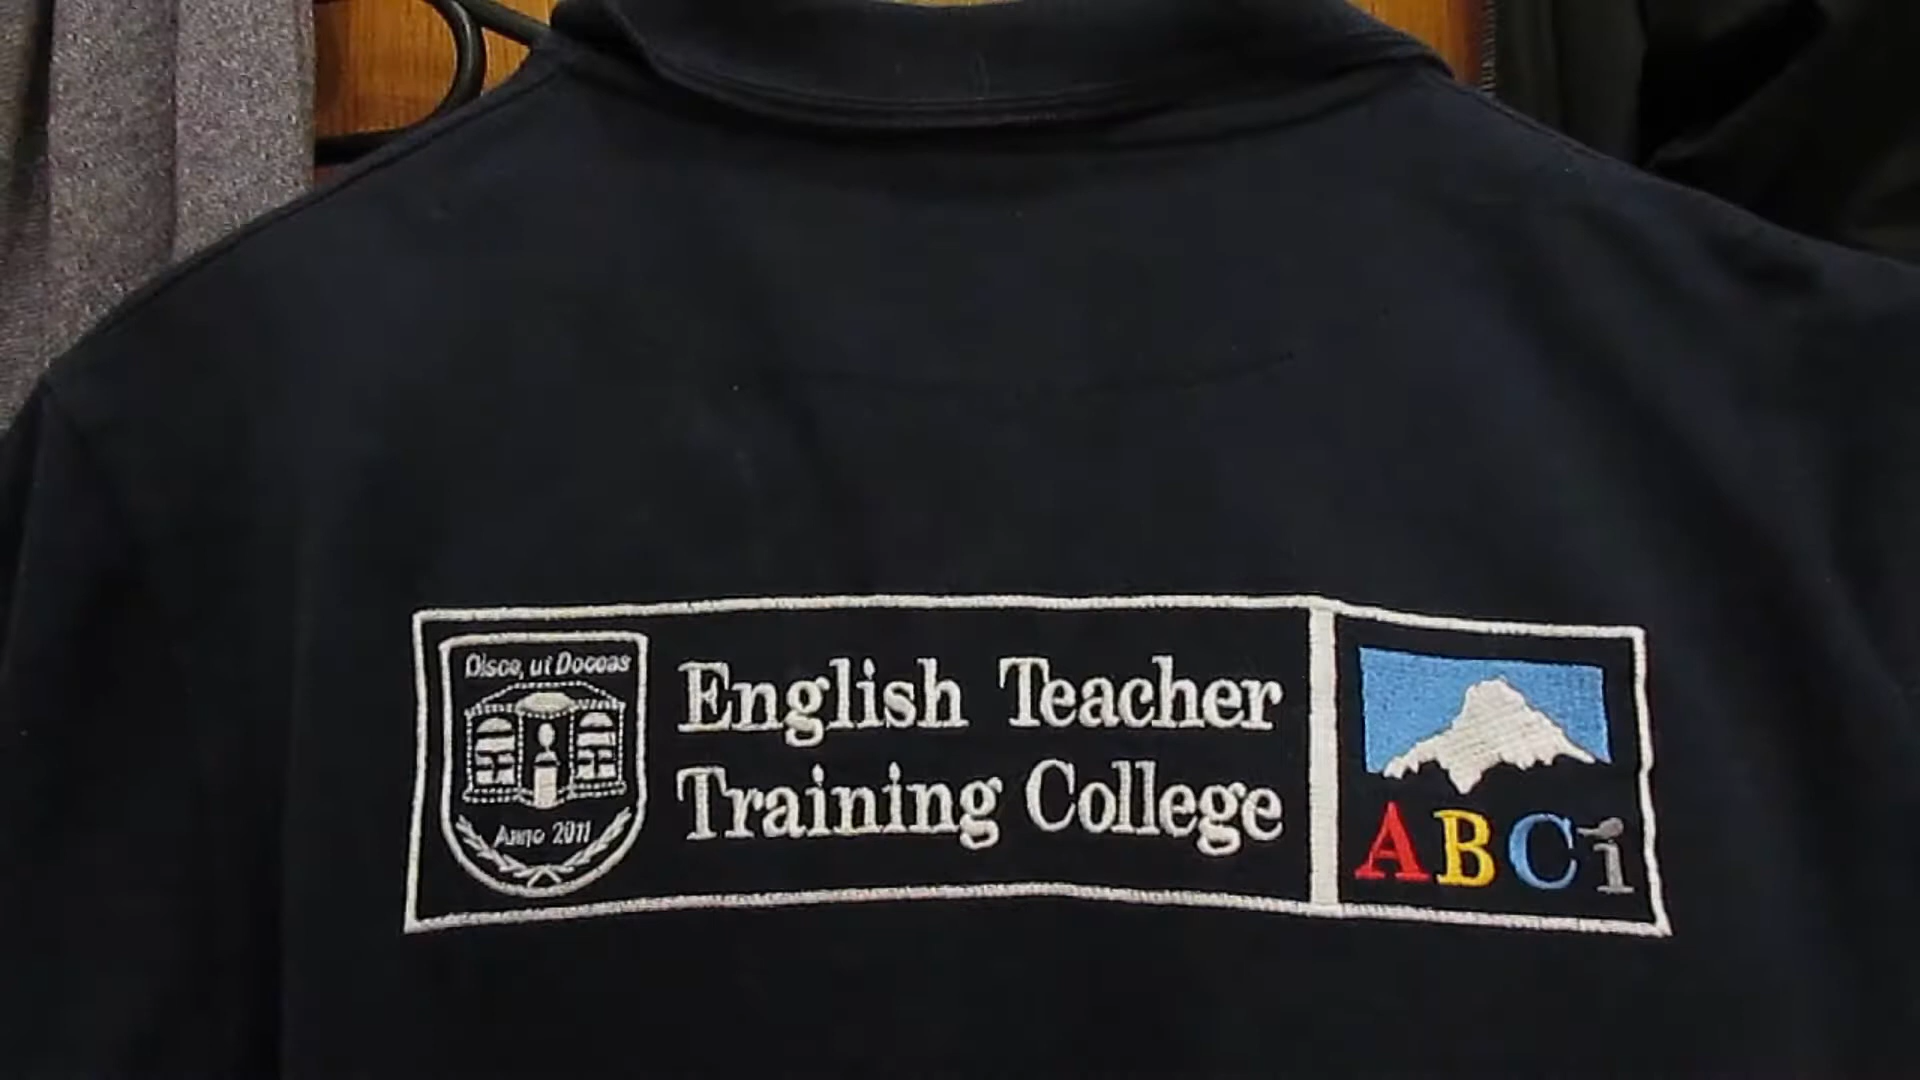 Disce, ut Doceas
Anno 2011
English Teacher
Training College
ABCi